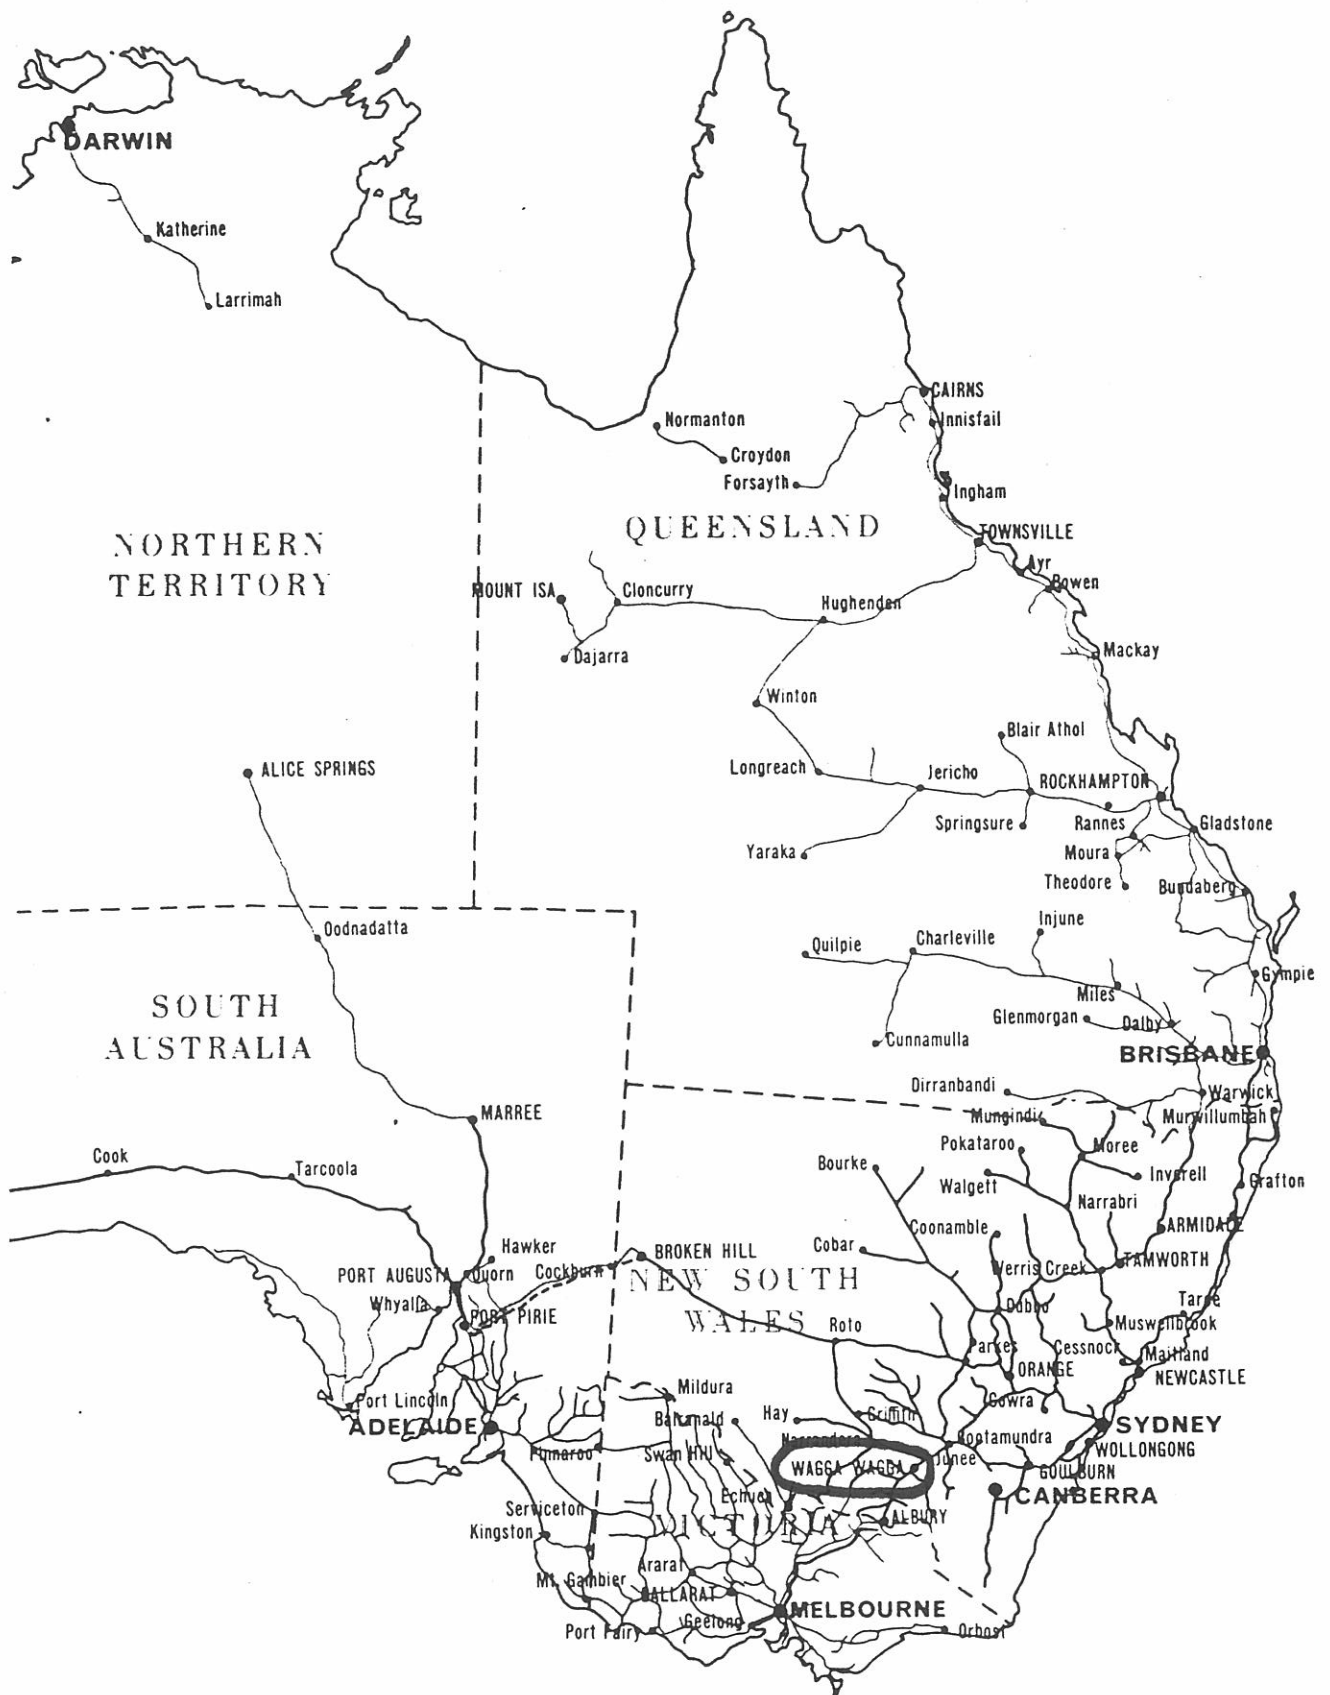 DARWIN
Katherine
Larrimah
CAIRNS
Innisfail
Normanton
Croydon
Forsayth
Ingham
QUEENSLAND
TOWNSVILLE
NORTHERN
TERRITORY
Ayr
Bowen
MOUNT ISA
Cloncurry
Hughenden
Dajarra
Mackay
Winton
Blair Athol
ALICE SPRINGS
Longreach
Jericho
ROCKHAMPTON
Springsure
Rannes
Gladstone
Yaraka
Moura
Theodore
Bundaberg
Injune
Oodnadatta
Quilpie
Charleville
Gympie
SOUTH
AUSTRALIA
Miles
Glenmorgan
Dalby
Cunnamulla
BRISBANE
Dirranbandi
Warwick
MARREE
Mungindi
Murwillumbah
Pokataroo
Moree
Cook
Tarcoola
Bourke
Walgett
Inverell
Grafton
Narrabri
Coonamble
ARMIDALE
Hawker
Cobar
BROKEN HILL
PORT AUGUSTA
Quorn
Cockburn
NEW SOUTH
WALES
Werris Creek
TAMWORTH
Whyalla
PORT PIRIE
Dubbo
Taree
Roto
Muswellbrook
Parkes
Cessnock
Maitland
ORANGE
NEWCASTLE
Mildura
Port Lincoln
Balranald
Hay
Griffith
Cowra
ADELAIDE
SYDNEY
Narrandera
Cootamundra
WOLLONGONG
Pinnaroo
Swan Hill
WAGGA WAGGA
Junee
GOULBURN
Echuca
CANBERRA
Serviceton
Kingston
VICTORIA
ALBURY
Ararat
Mt. Gambier
BALLARAT
MELBOURNE
Geelong
Port Fairy
Orbost